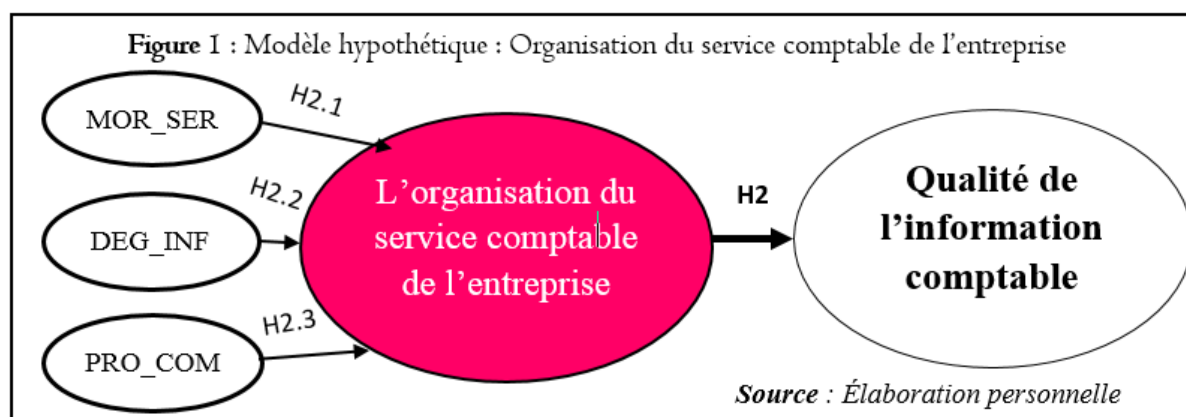 Figure 1 : Modèle hypothétique : Organisation du service comptable de l'entreprise
MOR_SER
H2.1
DEG_INF
H2.2
PRO_COM
H2.3
L'organisation du
service comptable
de l'entreprise
H2
Qualité de
l'information
comptable
Source : Élaboration personnelle